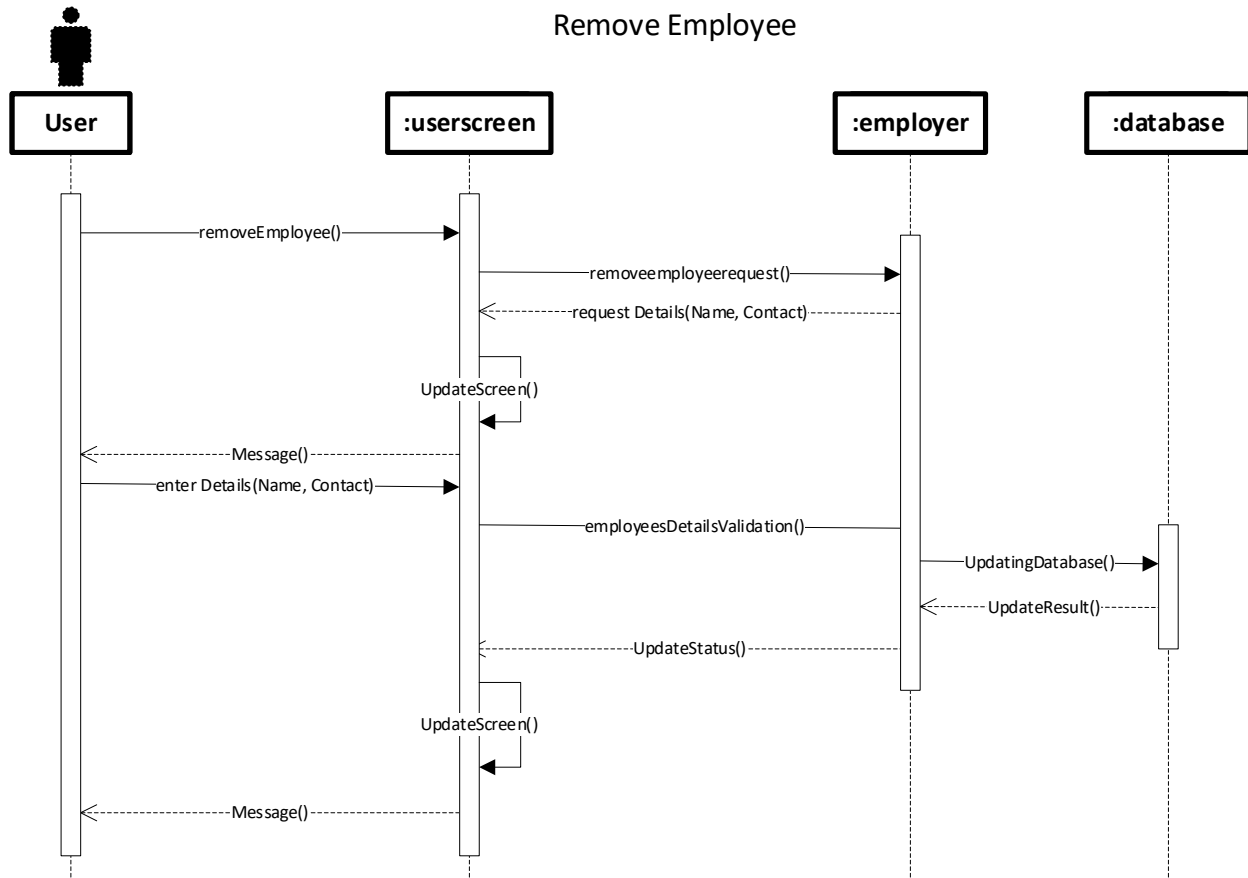 Remove Employee
User
:userscreen
:employer
:database
removeEmployee()
removeemployeerequest()
request Details(Name, Contact)
UpdateScreen()
Message()
enter Details(Name, Contact)
employeesDetailsValidation()
UpdatingDatabase()
UpdateResult()
UpdateStatus()
UpdateScreen()
Message()